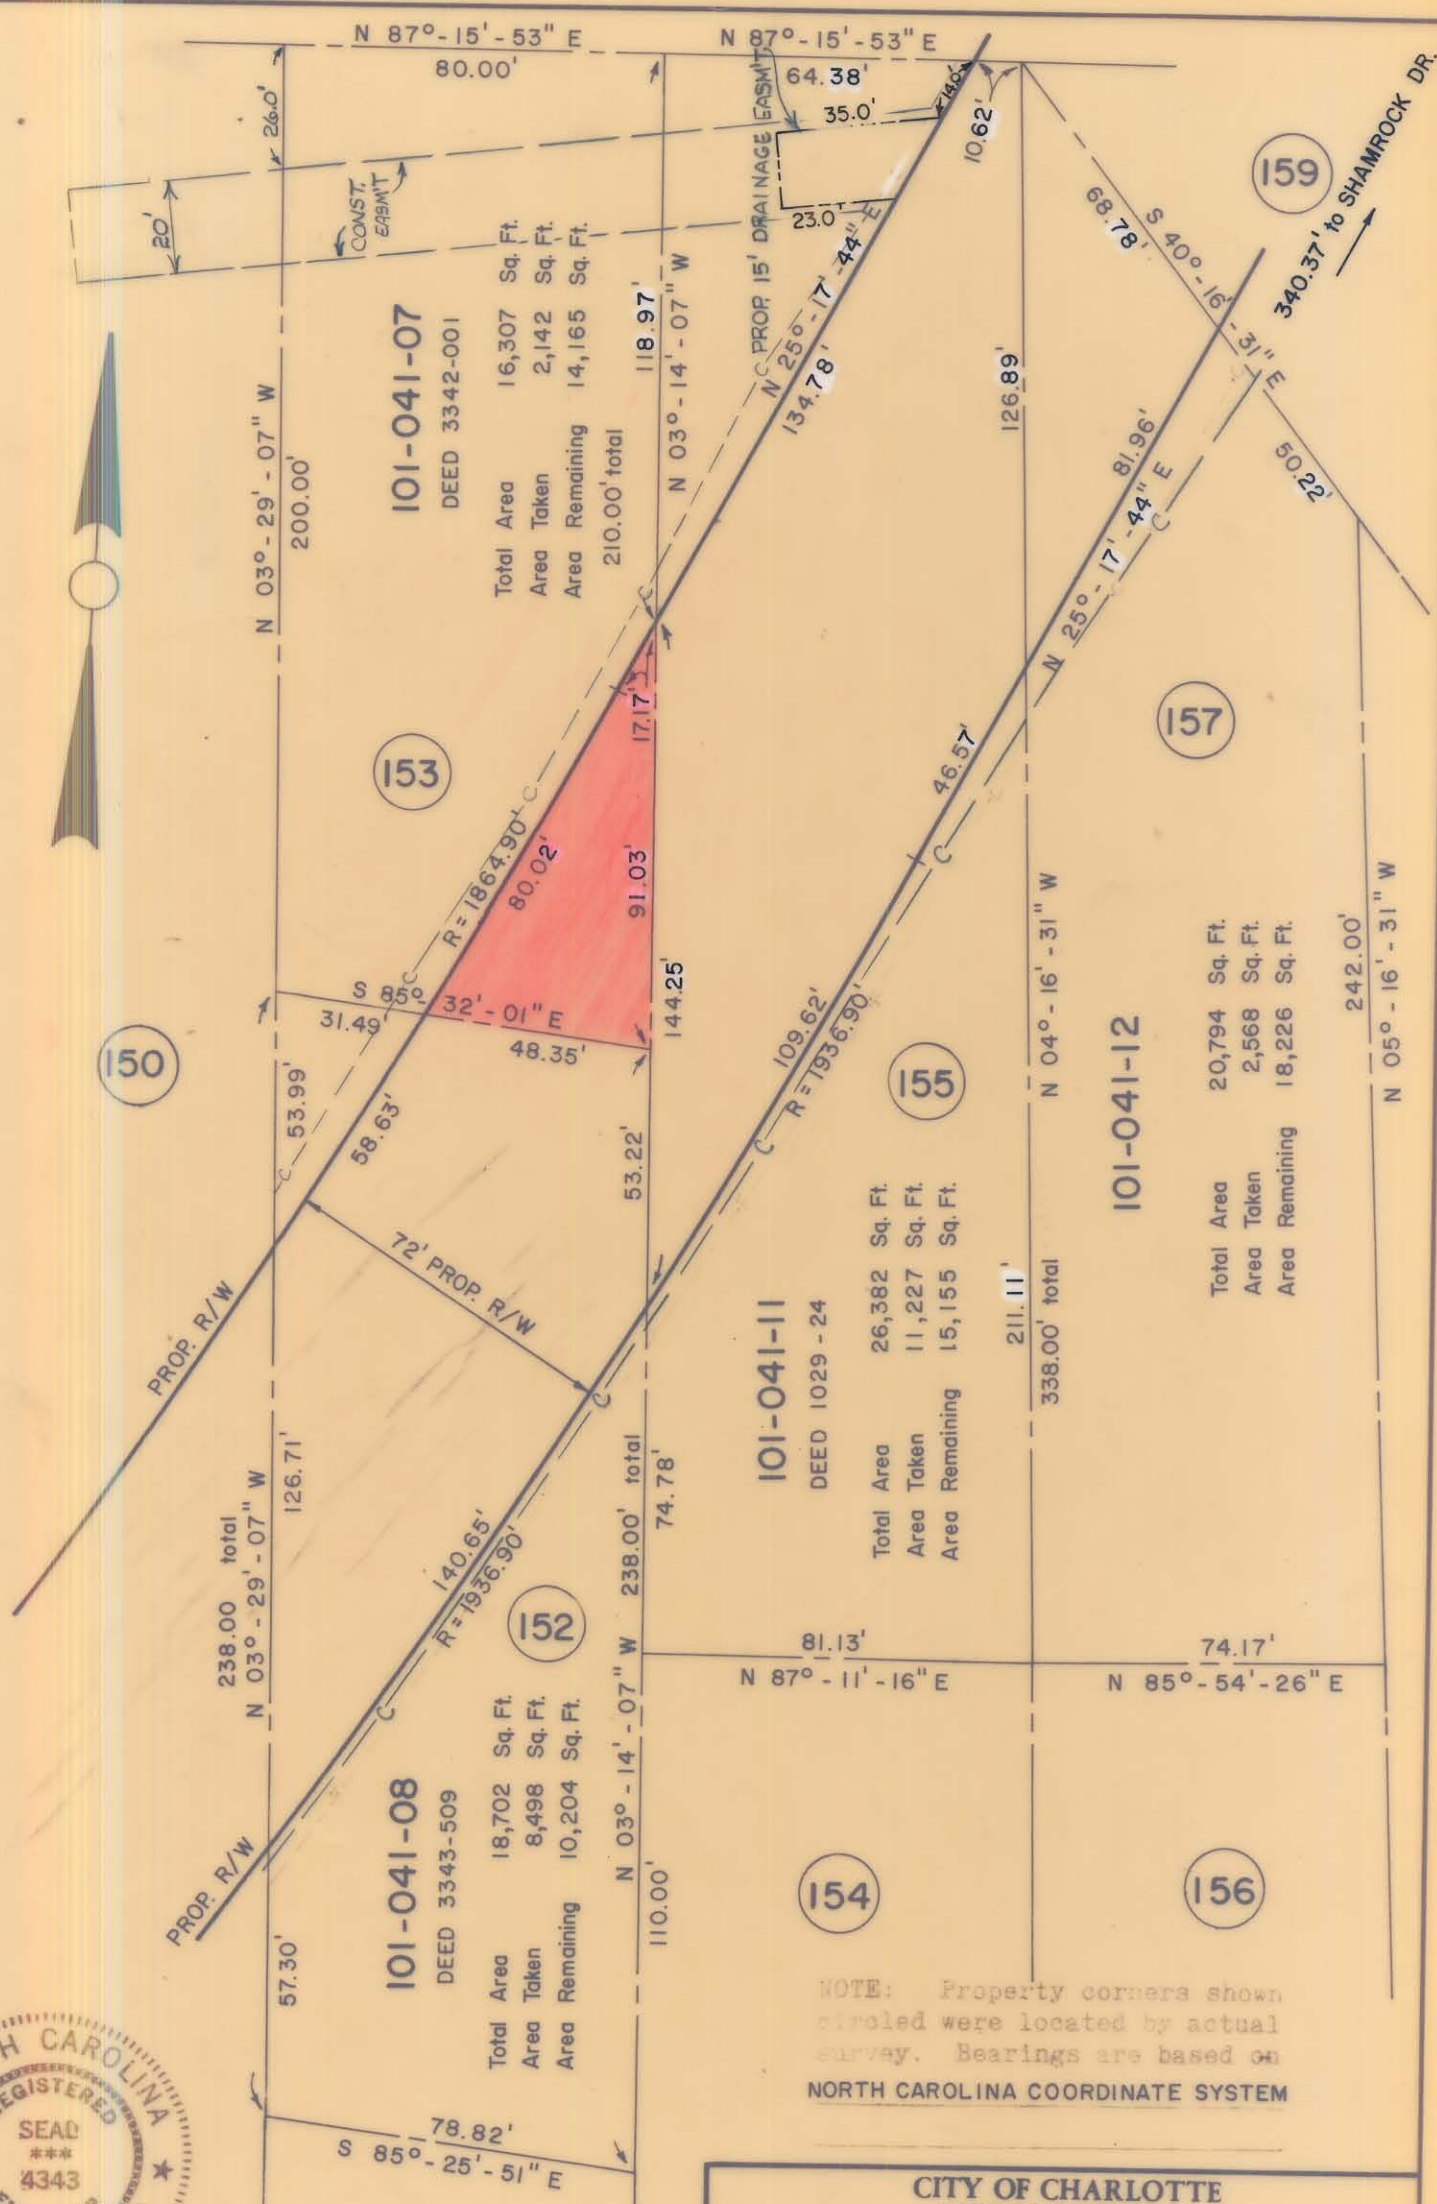 N 87°-15'-53" E
80.00'
N 87°-15'-53" E
64.38'
26.0'
20'
CONST.
EASM'T
35.0'
14.0'
23.0'
PROP. 15' DRAINAGE EASM'T
10.62'
159
340.37' to SHAMROCK DR.
S 40°-16'-31" E
68.78'
50.22'
N 03°-29'-07" W
200.00'
101-041-07
DEED 3342-001
Total Area 16,307 Sq. Ft.
Area Taken 2,142 Sq. Ft.
Area Remaining 14,165 Sq. Ft.
210.00' total
118.97'
N 03°-14'-07" W
C
N 25°-17'-44" E
134.78'
126.89'
81.96'
N 25°-17'-44" E
C
C
153
17.17'
C
R = 1864.90'
80.02'
91.03'
46.57'
C
157
C
S 85°-32'-01" E
31.49'
48.35'
144.25'
150
53.99'
C
58.63'
53.22'
109.62'
R = 1936.90'
C
155
N 04°-16'-31" W
211.11'
338.00' total
101-041-12
Total Area 20,794 Sq. Ft.
Area Taken 2,568 Sq. Ft.
Area Remaining 18,226 Sq. Ft.
242.00'
N 05°-16'-31" W
PROP. R/W
72' PROP. R/W
C
101-041-11
DEED 1029-24
Total Area 26,382 Sq. Ft.
Area Taken 11,227 Sq. Ft.
Area Remaining 15,155 Sq. Ft.
238.00 total
N 03°-29'-07" W
126.71'
140.65'
R = 1936.90'
C
152
238.00' total
74.78'
N 03°-14'-07" W
110.00'
81.13'
N 87°-11'-16" E
74.17'
N 85°-54'-26" E
PROP. R/W
57.30'
101-041-08
DEED 3343-509
Total Area 18,702 Sq. Ft.
Area Taken 8,498 Sq. Ft.
Area Remaining 10,204 Sq. Ft.
154
156
NOTE: Property corners shown
circled were located by actual
survey. Bearings are based on
NORTH CAROLINA COORDINATE SYSTEM
78.82'
S 85°-25'-51" E
H CAROLINA
REGISTERED
SEAL
***
4343
CITY OF CHARLOTTE